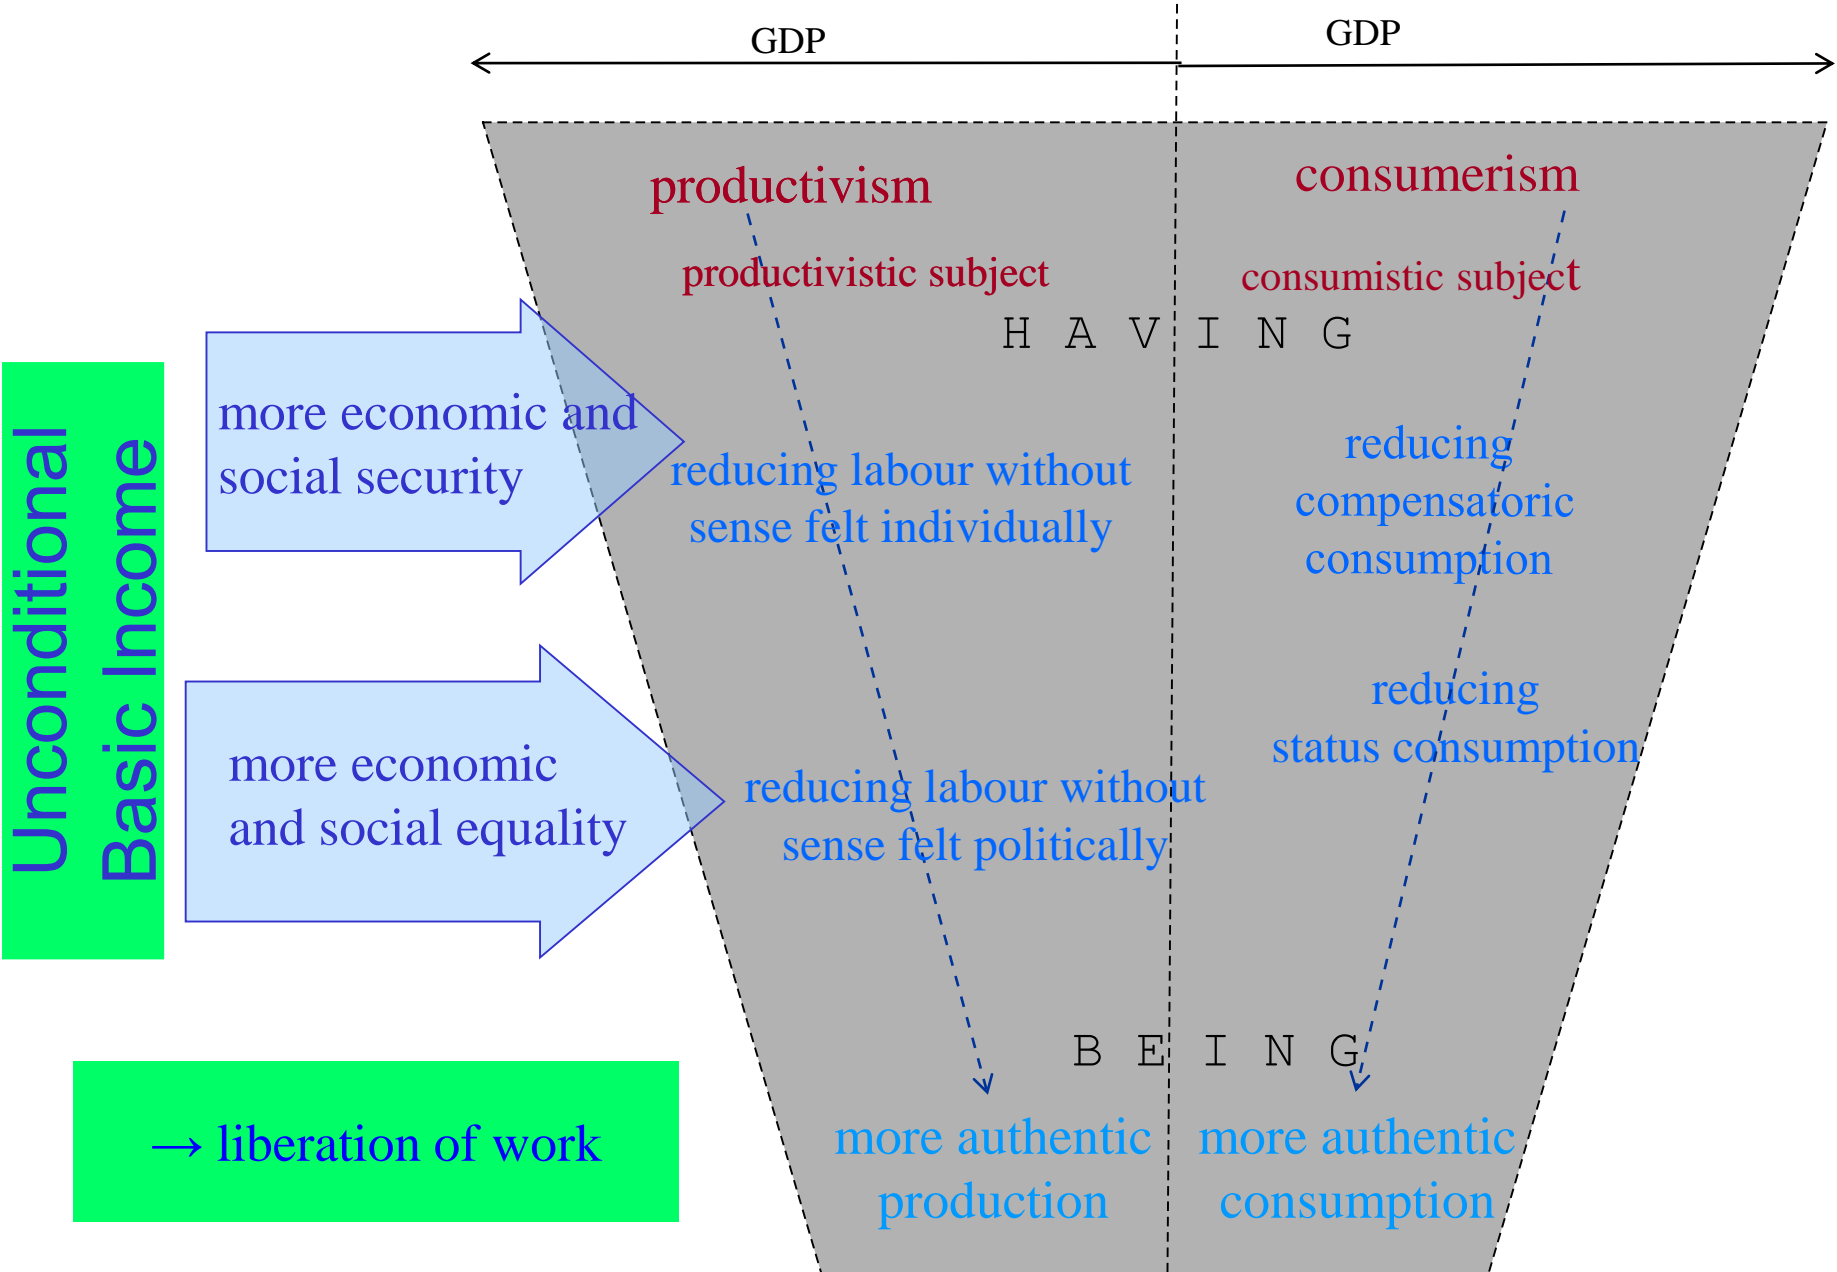 GDP
GDP
productivism
consumerism
productivistic subject
consumistic subject
H A V I N G
Unconditional
Basic Income
more economic and
social security
reducing labour without
sense felt individually
reducing
compensatoric
consumption
more economic
and social equality
reducing labour without
sense felt politically
reducing
status consumption
B E I N G
→ liberation of work
more authentic
production
more authentic
consumption